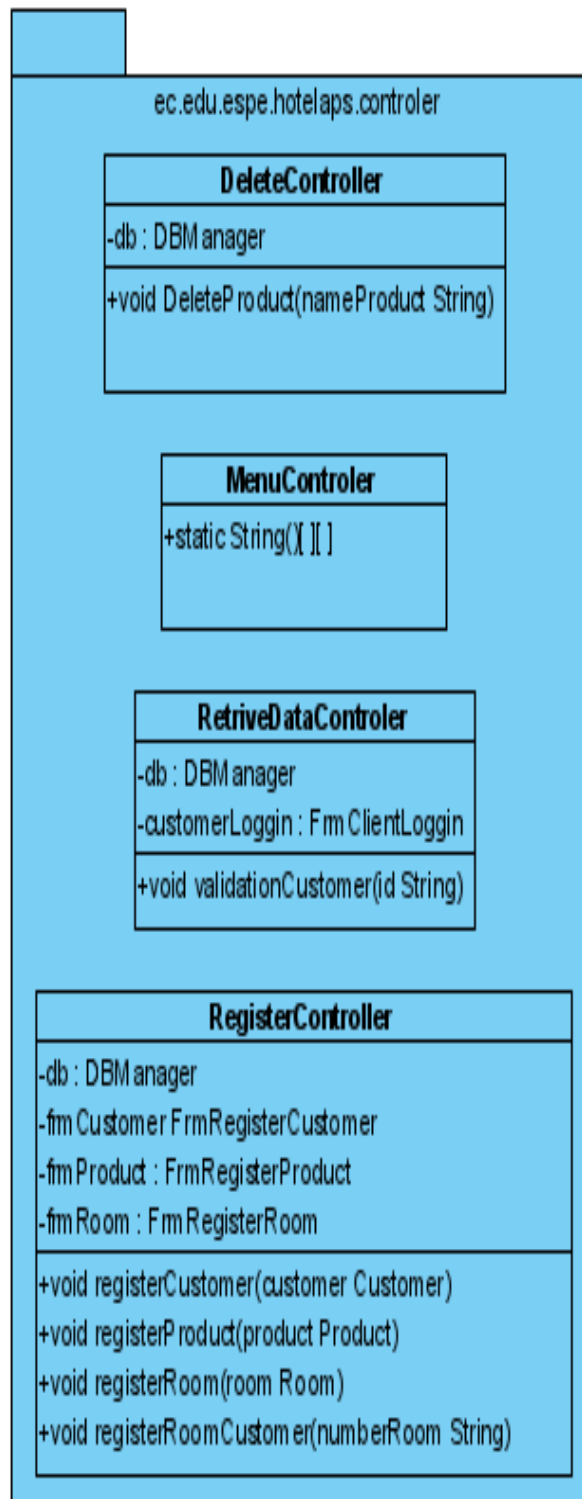 ec.edu.espe.hotelaps.controler
DeleteController
-db : DBManager
+void DeleteProduct(nameProduct String)
MenuControler
+static String()[ ][ ]
RetriveDataControler
-db : DBManager
-customerLoggin : FrmClientLoggin
+void validationCustomer(id String)
RegisterController
-db : DBManager
-frmCustomer FrmRegisterCustomer
-frmProduct : FrmRegisterProduct
-frmRoom : FrmRegisterRoom
+void registerCustomer(customer Customer)
+void registerProduct(product Product)
+void registerRoom(room Room)
+void registerRoomCustomer(numberRoom String)